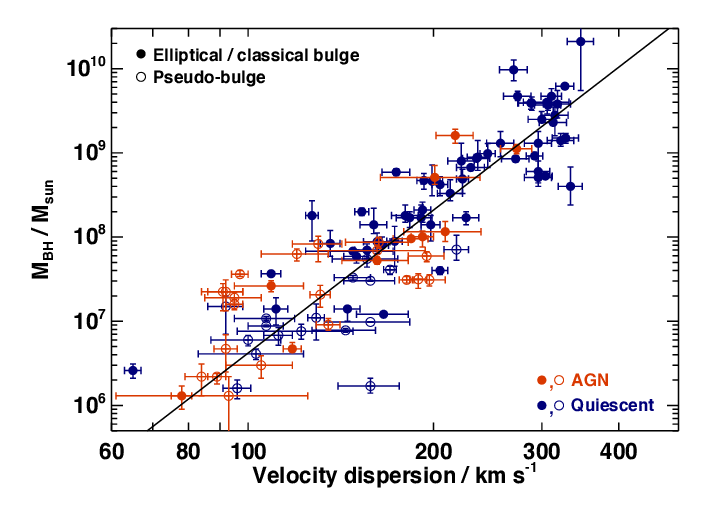 Elliptical / classical bulge
Pseudo-bulge
10¹⁰
10⁹
10⁸
10⁷
10⁶
M_BH / M_sun
, AGN
, Quiescent
60 80 100 200 300 400
Velocity dispersion / km s⁻¹